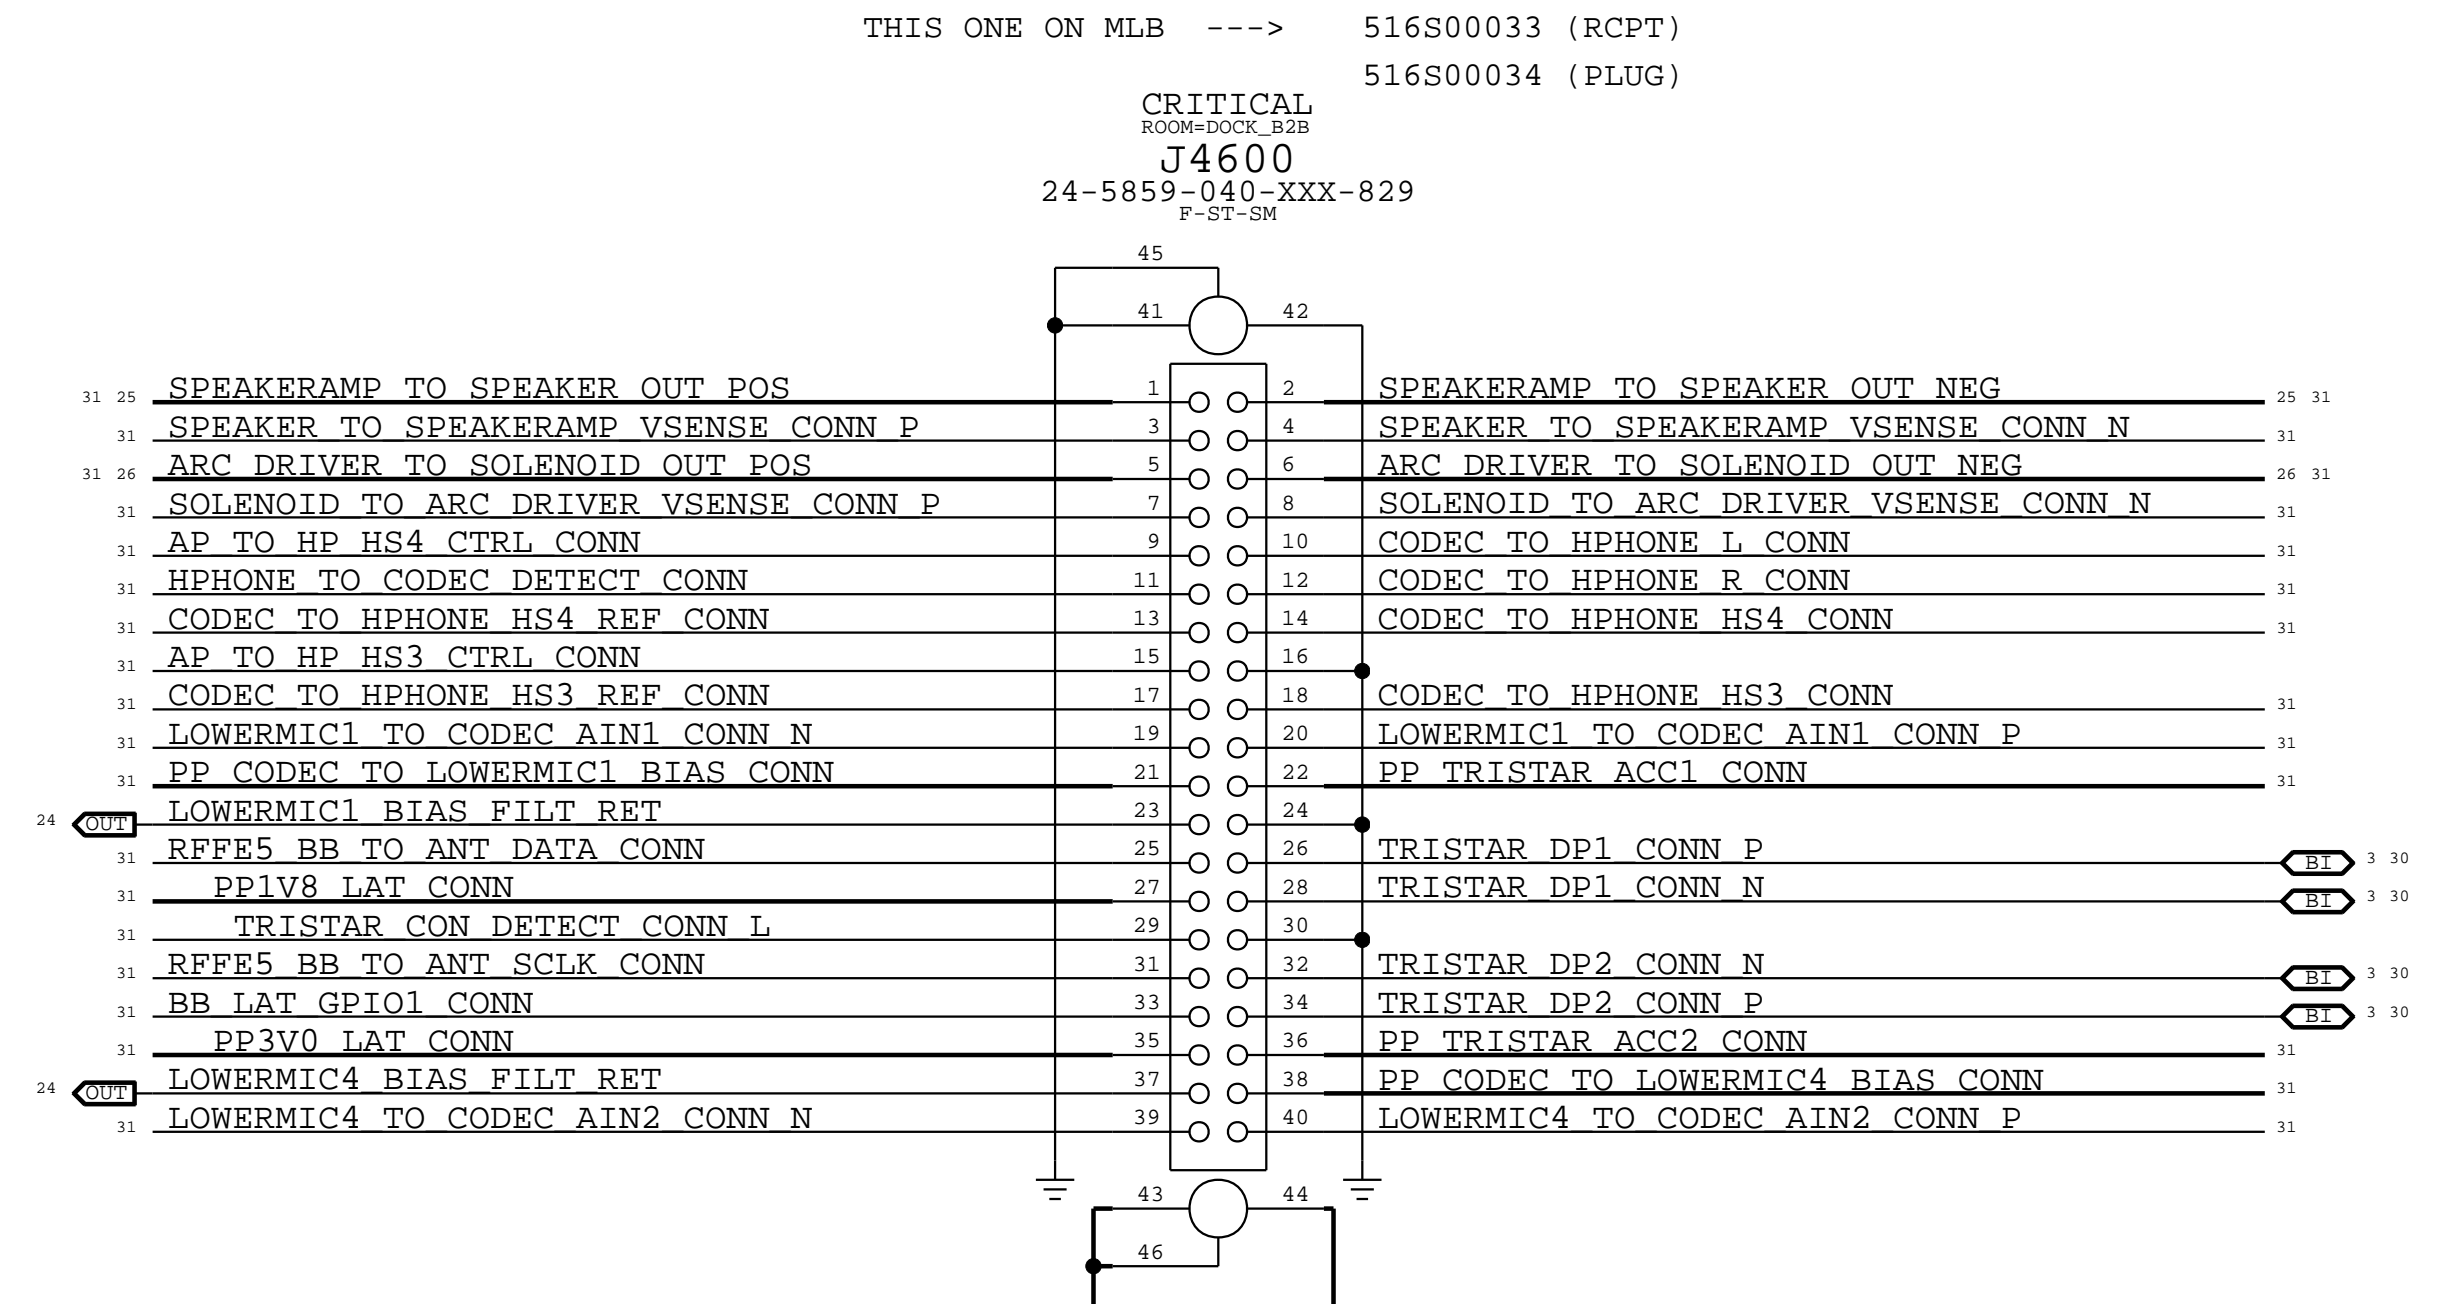 THIS ONE ON MLB ---> 516S00033 (RCPT)
516S00034 (PLUG)
CRITICAL
ROOM=DOCK_B2B
J4600
24-5859-040-XXX-829
F-ST-SM
45
41 42
31 25 SPEAKERAMP_TO_SPEAKER_OUT_POS 1 2 SPEAKERAMP_TO_SPEAKER_OUT_NEG 25 31
31 SPEAKER_TO_SPEAKERAMP_VSENSE_CONN_P 3 4 SPEAKER_TO_SPEAKERAMP_VSENSE_CONN_N 31
31 26 ARC_DRIVER_TO_SOLENOID_OUT_POS 5 6 ARC_DRIVER_TO_SOLENOID_OUT_NEG 26 31
31 SOLENOID_TO_ARC_DRIVER_VSENSE_CONN_P 7 8 SOLENOID_TO_ARC_DRIVER_VSENSE_CONN_N 31
31 AP_TO_HP_HS4_CTRL_CONN 9 10 CODEC_TO_HPHONE_L_CONN 31
31 HPHONE_TO_CODEC_DETECT_CONN 11 12 CODEC_TO_HPHONE_R_CONN 31
31 CODEC_TO_HPHONE_HS4_REF_CONN 13 14 CODEC_TO_HPHONE_HS4_CONN 31
31 AP_TO_HP_HS3_CTRL_CONN 15 16
31 CODEC_TO_HPHONE_HS3_REF_CONN 17 18 CODEC_TO_HPHONE_HS3_CONN 31
31 LOWERMIC1_TO_CODEC_AIN1_CONN_N 19 20 LOWERMIC1_TO_CODEC_AIN1_CONN_P 31
31 PP_CODEC_TO_LOWERMIC1_BIAS_CONN 21 22 PP_TRISTAR_ACC1_CONN 31
24 OUT LOWERMIC1_BIAS_FILT_RET 23 24
31 RFFE5_BB_TO_ANT_DATA_CONN 25 26 TRISTAR_DP1_CONN_P BI 3 30
31 PP1V8_LAT_CONN 27 28 TRISTAR_DP1_CONN_N BI 3 30
31 TRISTAR_CON_DETECT_CONN_L 29 30
31 RFFE5_BB_TO_ANT_SCLK_CONN 31 32 TRISTAR_DP2_CONN_N BI 3 30
31 BB_LAT_GPIO1_CONN 33 34 TRISTAR_DP2_CONN_P BI 3 30
31 PP3V0_LAT_CONN 35 36 PP_TRISTAR_ACC2_CONN 31
24 OUT LOWERMIC4_BIAS_FILT_RET 37 38 PP_CODEC_TO_LOWERMIC4_BIAS_CONN 31
31 LOWERMIC4_TO_CODEC_AIN2_CONN_N 39 40 LOWERMIC4_TO_CODEC_AIN2_CONN_P 31
43 44
46